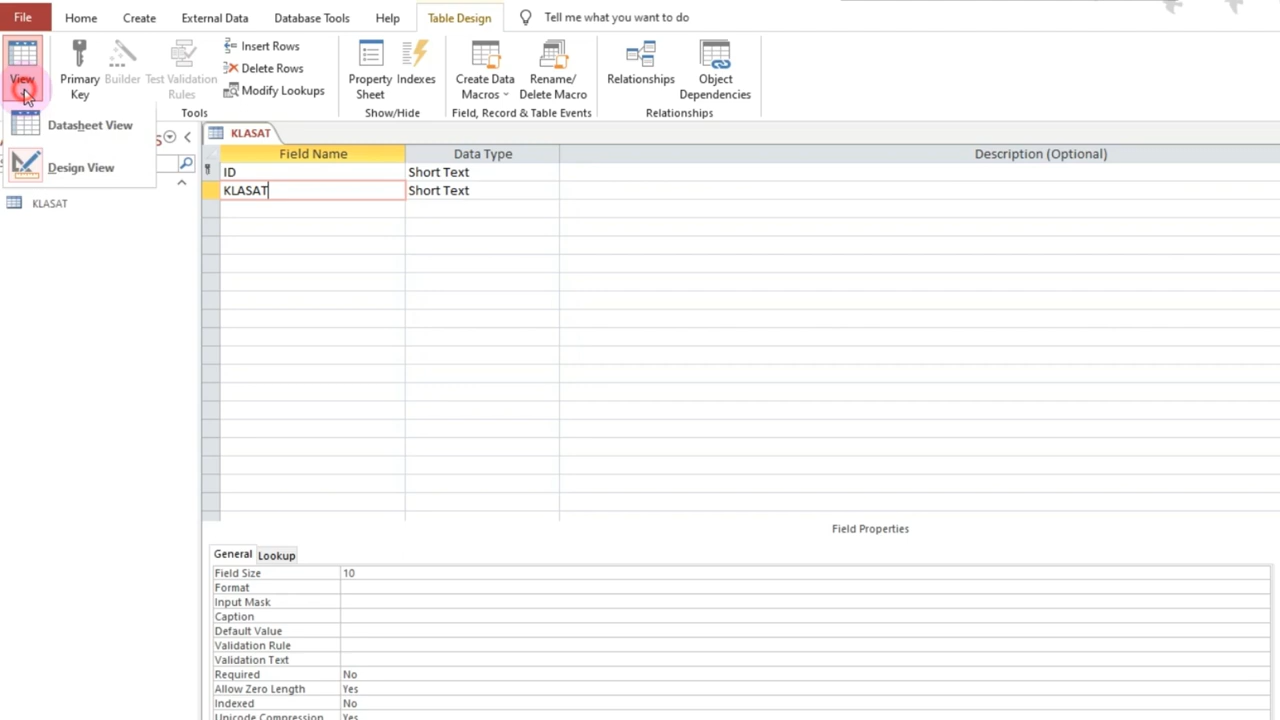 File Home Create External Data Database Tools Help Table Design Tell me what you want to do
View
Primary Key
Builder
Test Validation Rules
Insert Rows
Delete Rows
Modify Lookups
Tools
Property Sheet
Indexes
Show/Hide
Create Data Macros
Rename/ Delete Macro
Field, Record & Table Events
Relationships
Object Dependencies
Relationships
Datasheet View
Design View
KLASAT
KLASAT
Field Name Data Type Description (Optional)
ID Short Text
KLASAT Short Text
Field Properties
General Lookup
Field Size 10
Format
Input Mask
Caption
Default Value
Validation Rule
Validation Text
Required No
Allow Zero Length Yes
Indexed No
Unicode Compression Yes